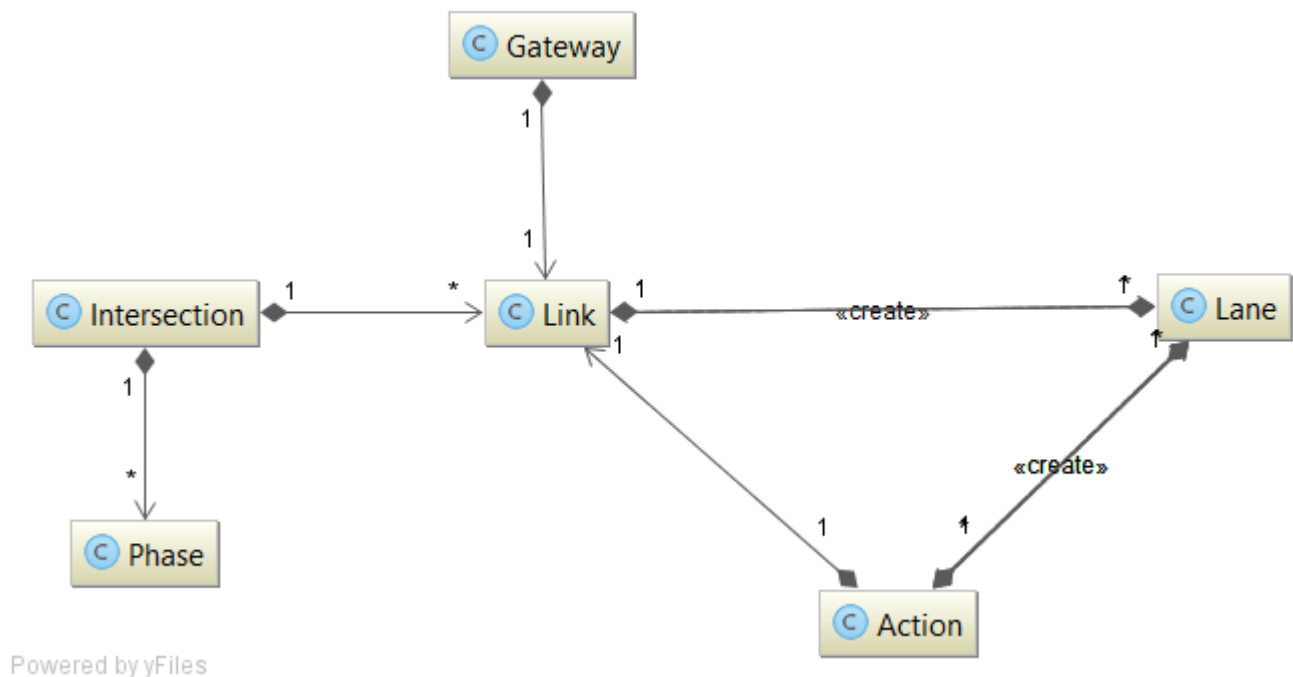 C Gateway
1
1
C Intersection
1
*
C Link
1
«create»
C Lane
1
1
*
C Phase
«create»
1
1
C Action
Powered by yFiles